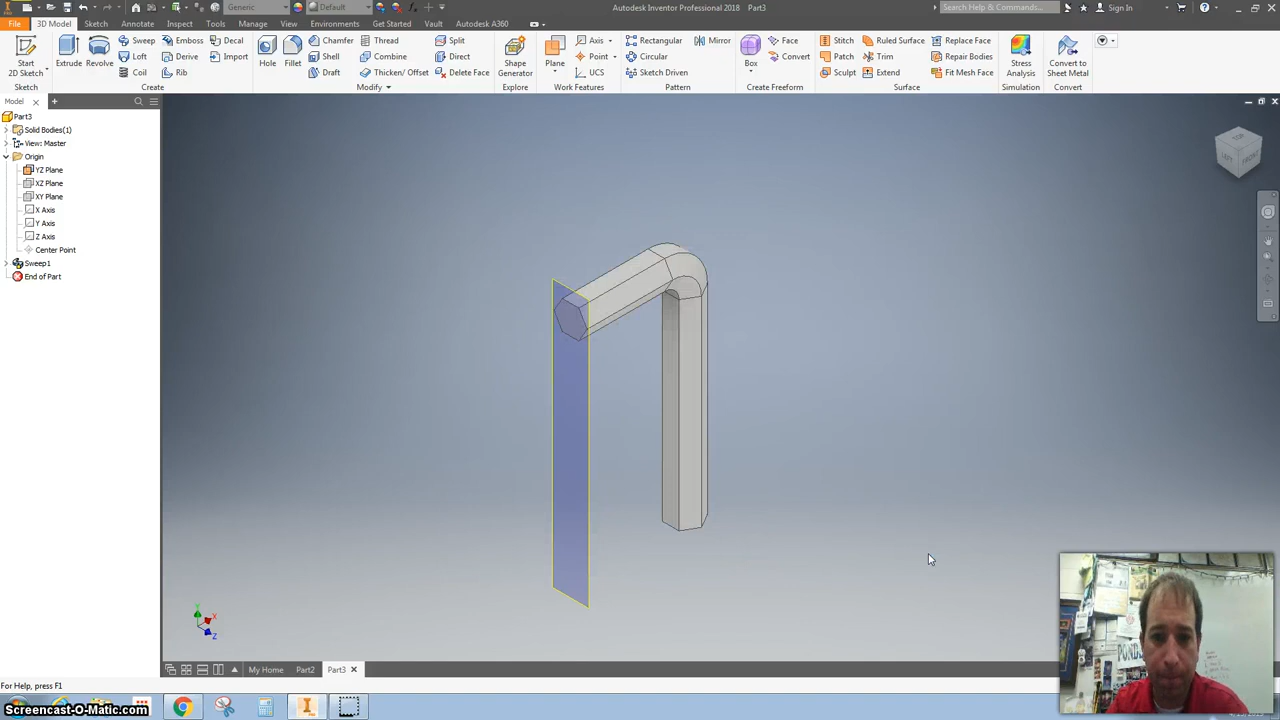 Generic
Default
Autodesk Inventor Professional 2018 Part3
Search Help & Commands...
Sign In
File
3D Model
Sketch
Annotate
Inspect
Tools
Manage
View
Environments
Get Started
Vault
Autodesk A360
Start
2D Sketch
Sketch
Extrude
Revolve
Sweep
Emboss
Decal
Loft
Derive
Import
Coil
Rib
Create
Hole
Fillet
Chamfer
Thread
Split
Shell
Combine
Direct
Draft
Thicken/ Offset
Delete Face
Modify
Shape
Generator
Explore
Plane
Axis
Point
UCS
Work Features
Rectangular
Mirror
Circular
Sketch Driven
Pattern
Box
Face
Convert
Create Freeform
Stitch
Ruled Surface
Replace Face
Patch
Trim
Repair Bodies
Sculpt
Extend
Fit Mesh Face
Surface
Stress
Analysis
Simulation
Convert to
Sheet Metal
Convert
Model
Part3
Solid Bodies(1)
View: Master
Origin
YZ Plane
XZ Plane
XY Plane
X Axis
Y Axis
Z Axis
Center Point
Sweep1
End of Part
TOP
LEFT
FRONT
Y
X
Z
My Home
Part2
Part3
For Help, press F1
Screencast-O-Matic.com